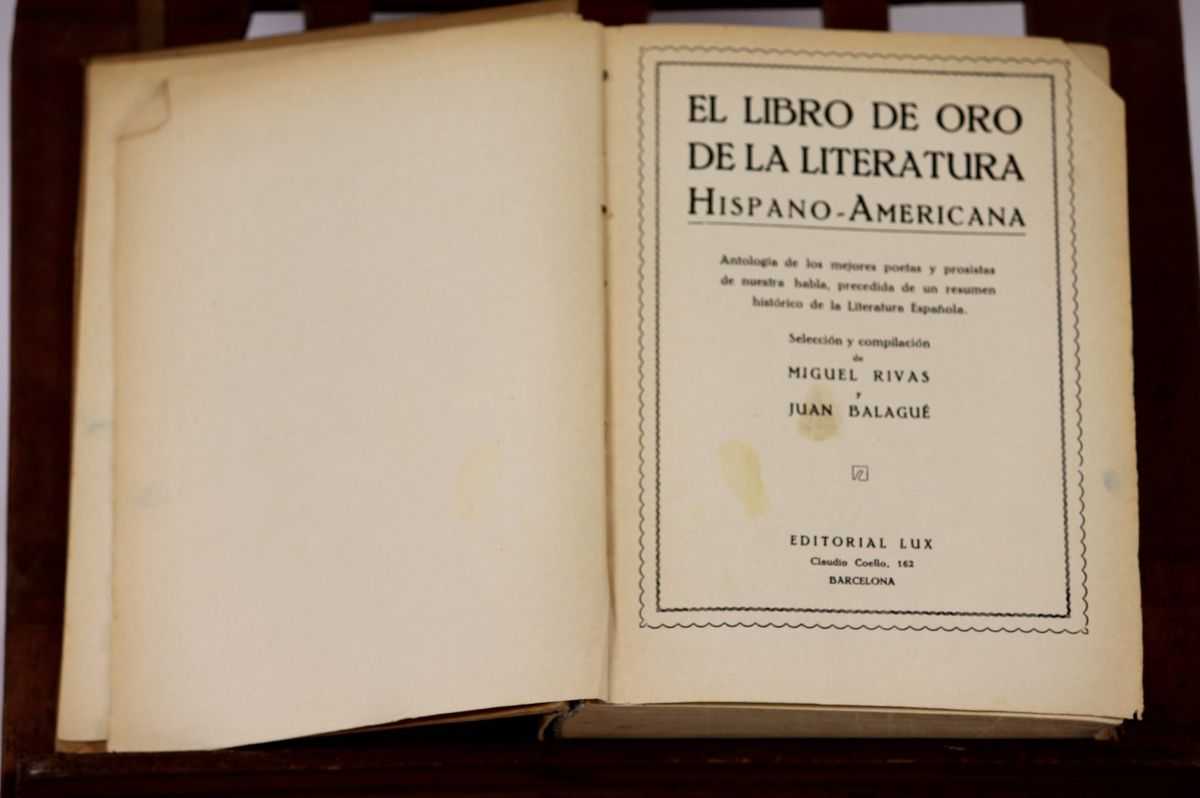 EL LIBRO DE ORO
DE LA LITERATURA
HISPANO-AMERICANA
Antología de los mejores poetas y prosistas
de nuestra habla, precedida de un resumen
histórico de la Literatura Española.
Selección y compilación
de
MIGUEL RIVAS
y
JUAN BALAGUÉ
EDITORIAL LUX
Claudio Coello, 162
BARCELONA